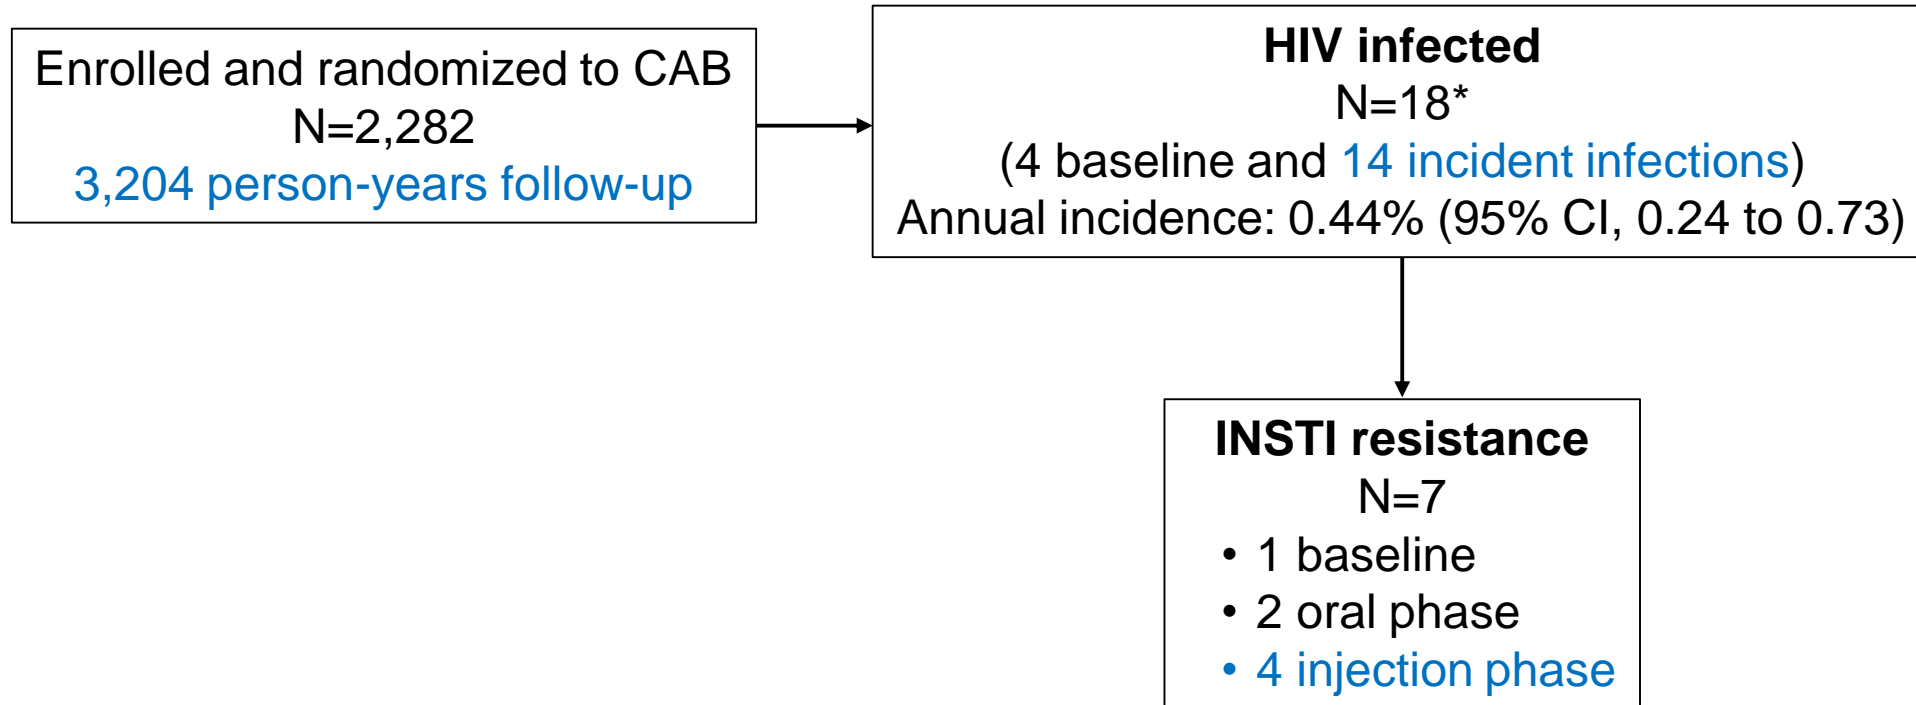 Enrolled and randomized to CAB
N=2,282
3,204 person-years follow-up
HIV infected
N=18*
(4 baseline and 14 incident infections)
Annual incidence: 0.44% (95% CI, 0.24 to 0.73)
INSTI resistance
N=7
• 1 baseline
• 2 oral phase
• 4 injection phase